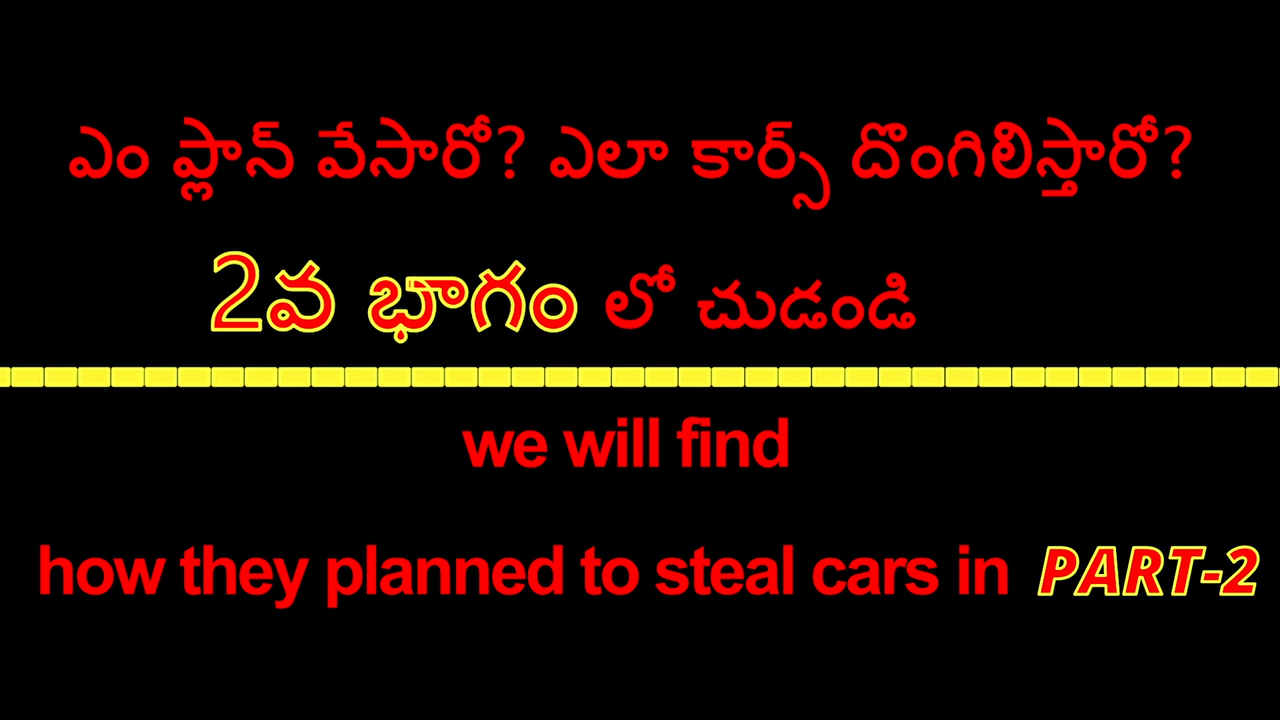 ఎం ప్లాన్ వేసారో? ఎలా కార్స్ దొంగిలిస్తారో?
2వ భాగం లో చుడండి
we will find
how they planned to steal cars in PART-2